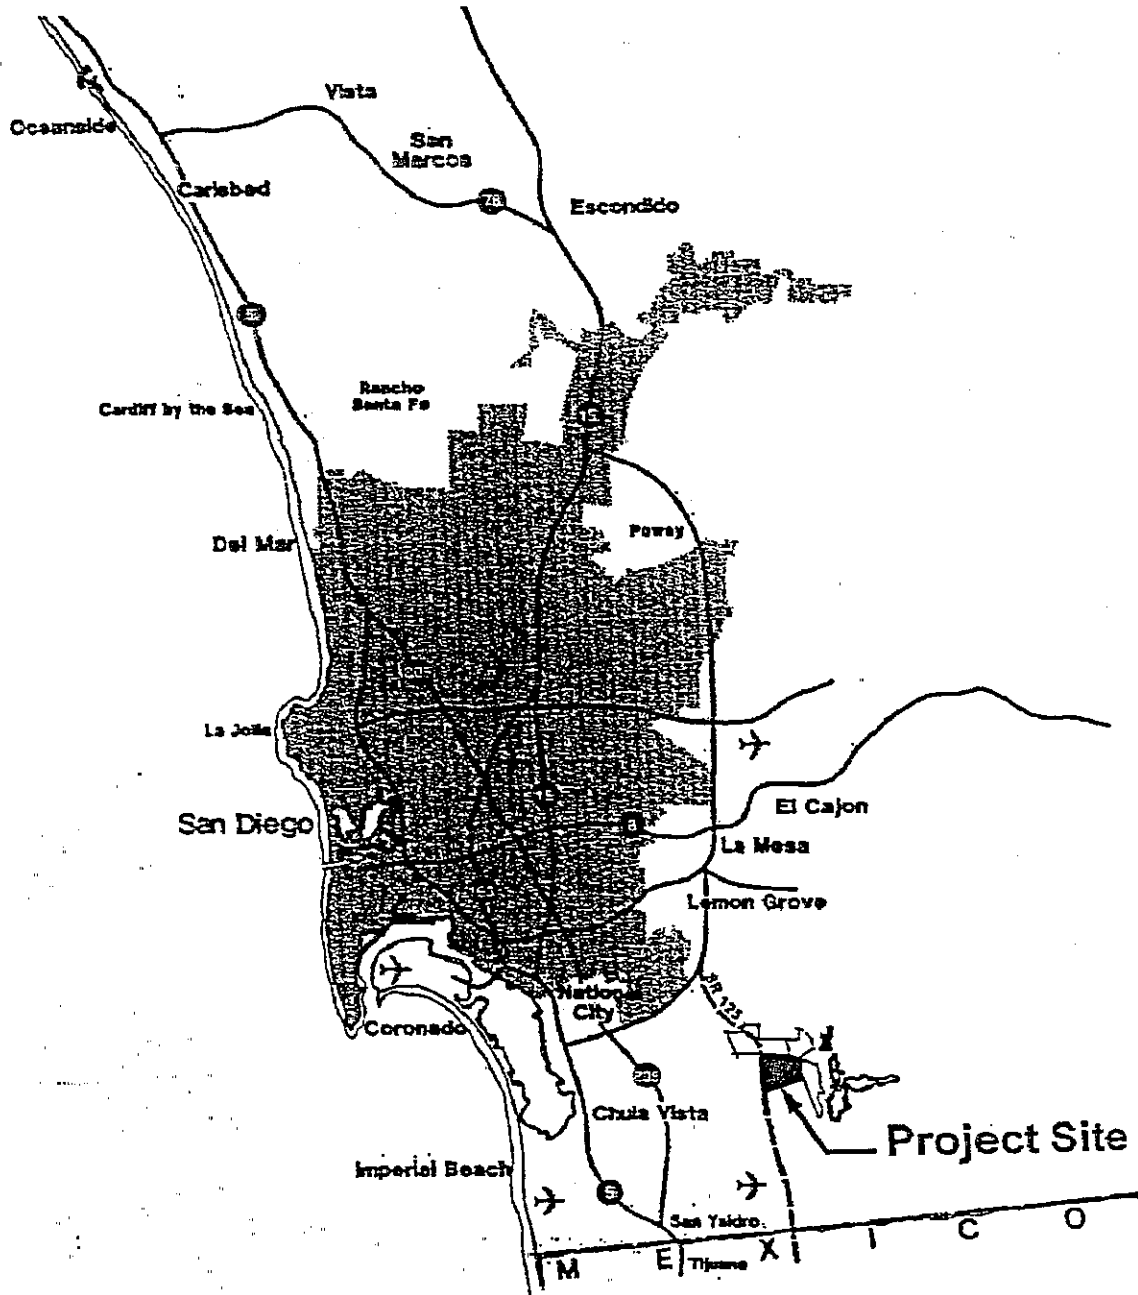 Vista
Oceanside
San
Marcos
Carlsbad
78
Escondido
Rancho
Santa Fe
Cardiff by the Sea
15
Poway
Del Mar
La Jolla
El Cajon
San Diego
La Mesa
Lemon Grove
National
City
SR 125
Coronado
Chula Vista
Project Site
Imperial Beach
5
San Ysidro
M E X I C O
Tijuana